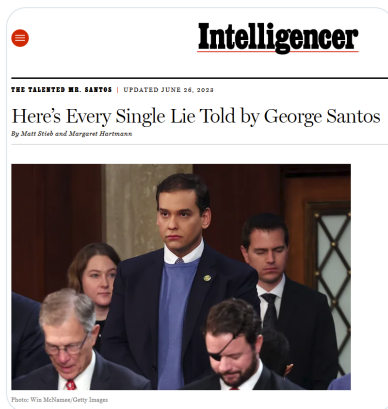 Intelligencer
THE TALENTED MR. SANTOS | UPDATED JUNE 26, 2023
Here's Every Single Lie Told by George Santos
By Matt Stieb and Margaret Hartmann
Photo: Win McNamee/Getty Images